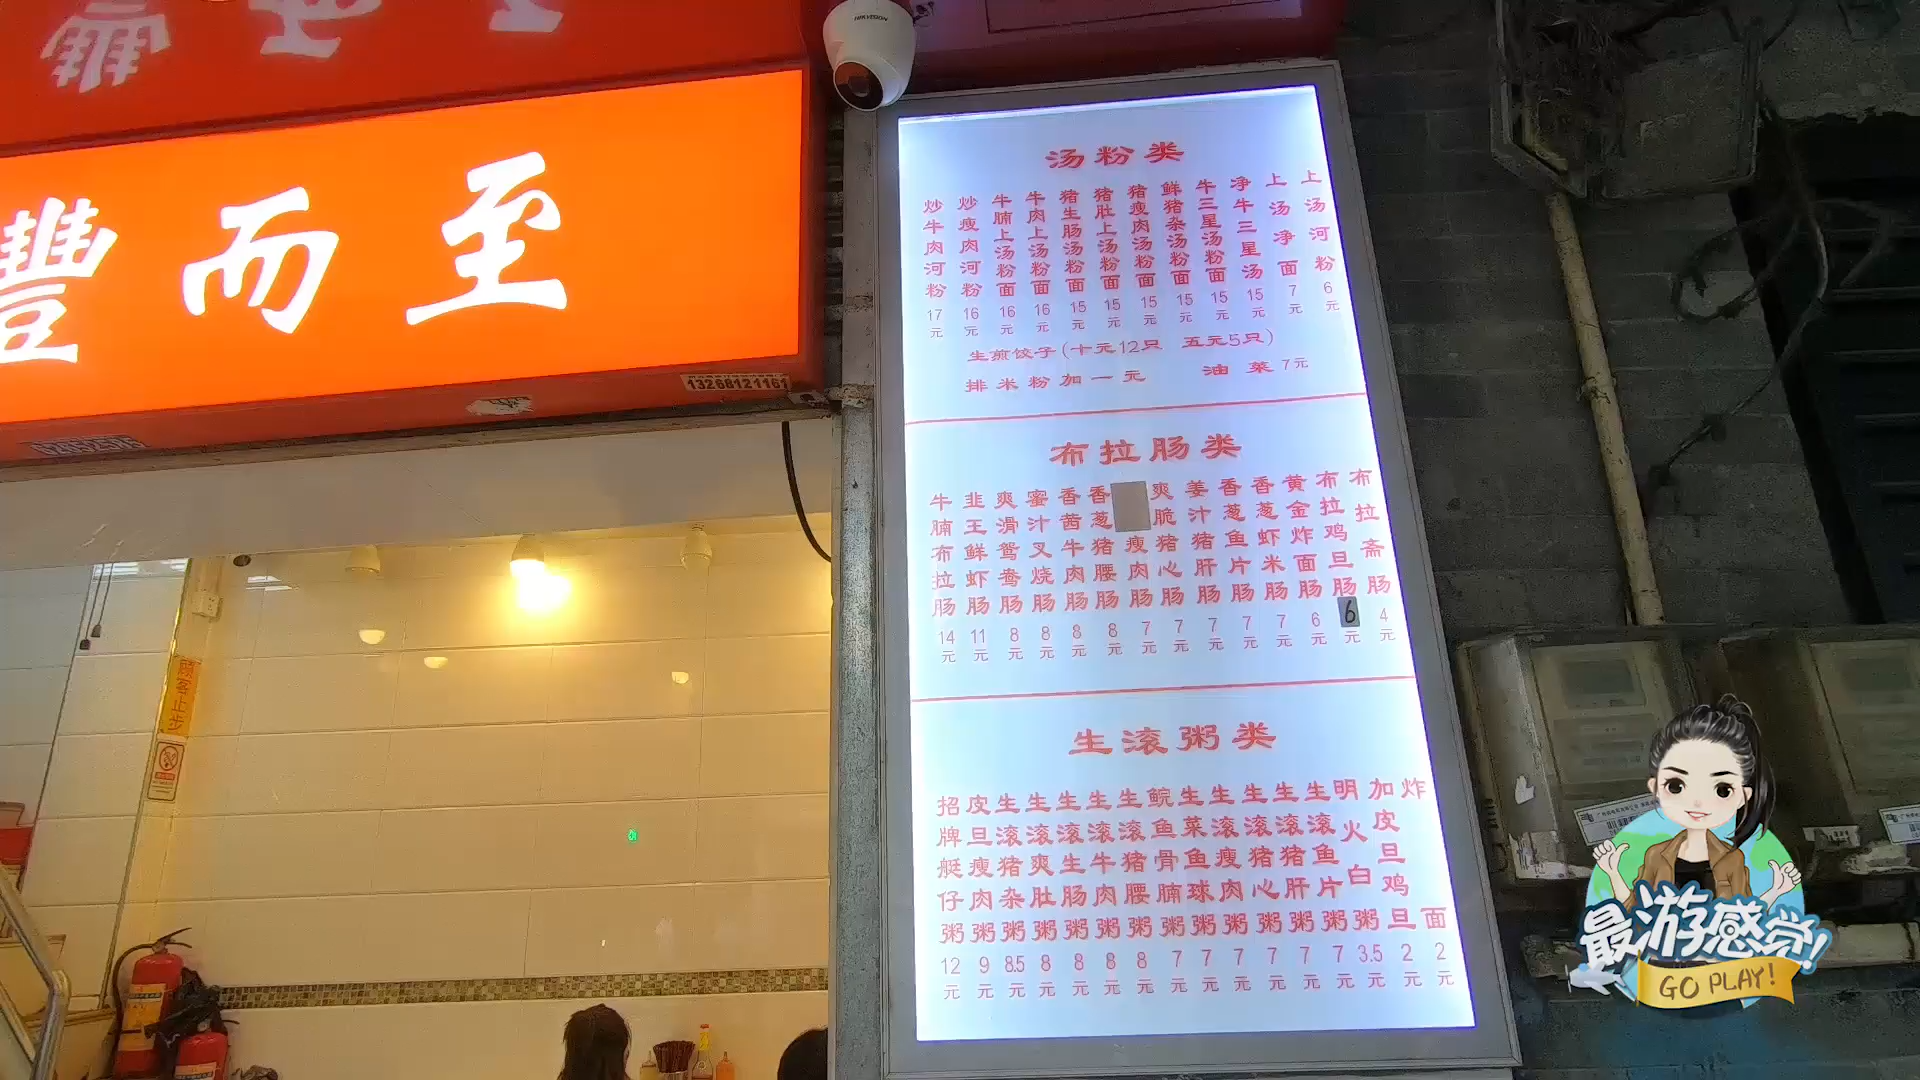 豐而至
13268121161
顾客止步
汤粉类
炒牛肉河粉 17元
炒瘦肉河粉 16元
牛腩上汤粉面 16元
牛肉上汤粉面 16元
猪生肠汤粉面 15元
猪肚上汤粉面 15元
猪瘦肉汤粉面 15元
鲜猪杂汤粉面 15元
牛三星汤粉面 15元
净牛三星汤 15元
上汤净面 7元
上汤河粉 6元
生煎饺子(十元12只 五元5只)
排米粉加一元 油菜7元
布拉肠类
牛腩布拉肠 14元
韭王鲜虾肠 11元
爽滑鸳鸯肠 8元
蜜汁叉烧肠 8元
香茜牛肉肠 8元
香葱猪腰肠 8元
瘦肉肠 7元
爽脆猪心肠 7元
姜汁猪肝肠 7元
香葱鱼片肠 7元
香葱虾米肠 7元
黄金炸面肠 6元
布拉鸡旦肠 6元
布拉斋肠 4元
生滚粥类
招牌艇仔粥 12元
皮旦瘦肉粥 9元
生滚猪杂粥 8.5元
生滚爽肚粥 8元
生滚生肠粥 8元
生滚牛肉粥 8元
生滚猪腰粥 8元
鲩鱼骨腩粥 7元
生菜鱼球粥 7元
生滚瘦肉粥 7元
生滚猪心粥 7元
生滚猪肝粥 7元
生滚鱼片粥 7元
明火白粥 3.5元
加皮旦鸡旦 2元
炸面 2元
最游感觉!
GO PLAY!